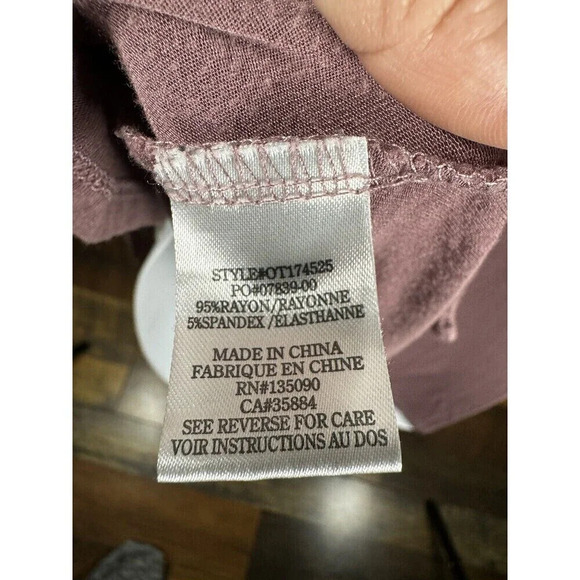 STYLE#OT174525
PO#07839-00
95%RAYON/RAYONNE
5%SPANDEX/ELASTHANNE
MADE IN CHINA
FABRIQUE EN CHINE
RN#135090
CA#35884
SEE REVERSE FOR CARE
VOIR INSTRUCTIONS AU DOS